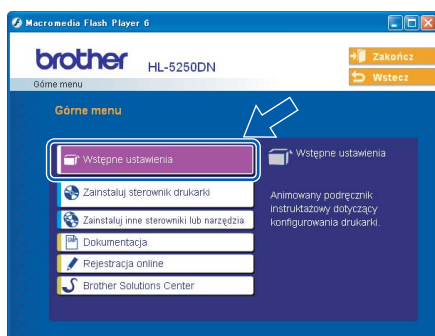 Macromedia Flash Player 6
brother HL-5250DN
Zakończ
Wstecz
Górne menu
Górne menu
Wstępne ustawienia
Zainstaluj sterownik drukarki
Zainstaluj inne sterowniki lub narzędzia
Dokumentacja
Rejestracja online
Brother Solutions Center
Wstępne ustawienia
Animowany podręcznik
instruktażowy dotyczący
konfigurowania drukarki.